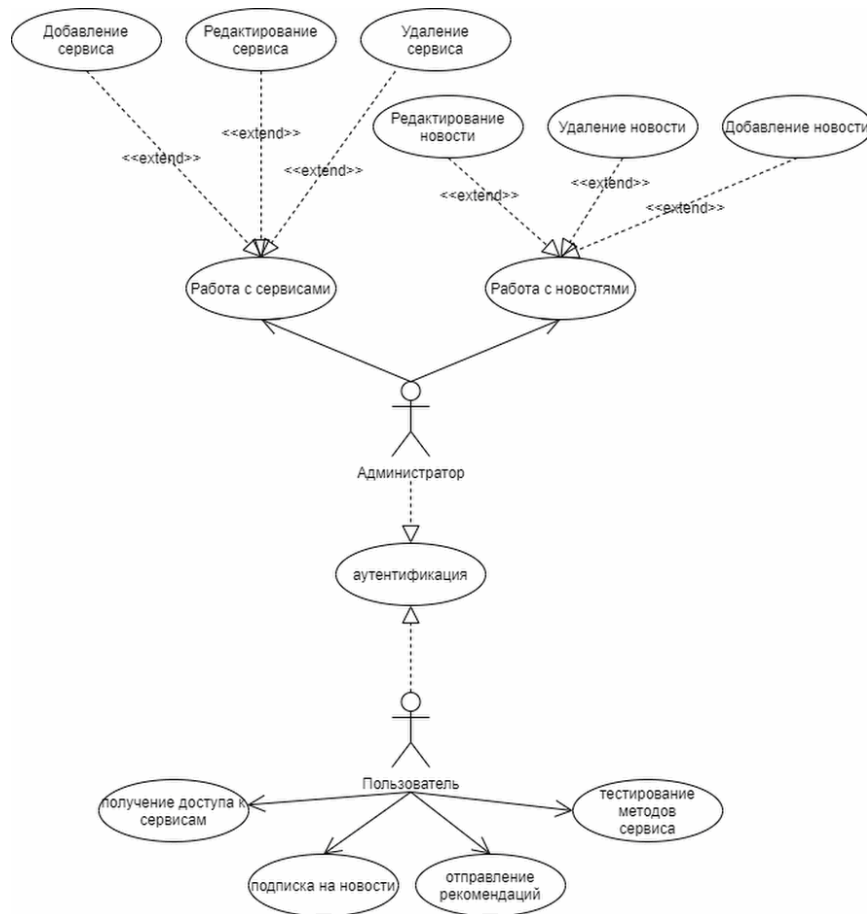 Добавление
сервиса
Редактирование
сервиса
Удаление
сервиса
Редактирование
новости
Удаление новости
Добавление новости
<<extend>>
<<extend>>
<<extend>>
<<extend>>
<<extend>>
<<extend>>
Работа с сервисами
Работа с новостями
Администратор
аутентификация
Пользователь
получение доступа к
сервисам
тестирование
методов
сервиса
подписка на новости
отправление
рекомендаций